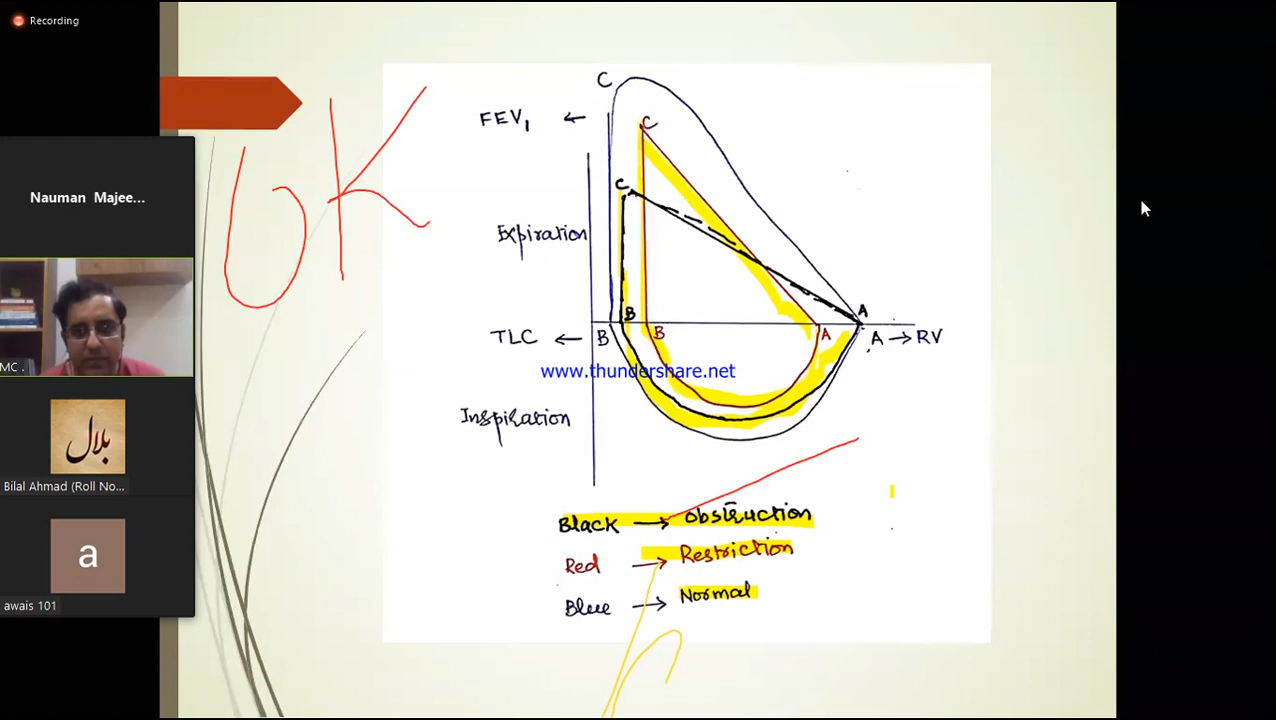 Recording
OK
Nauman Majee...
MC .
بلال
Bilal Ahmad (Roll No...
a
awais 101
C
FEV₁ ←
C
C
Expiration
A
B
TLC ← B B A A → RV
www.thundershare.net
Inspiration
Black → obstruction
Red → Restriction
Blue → Normal